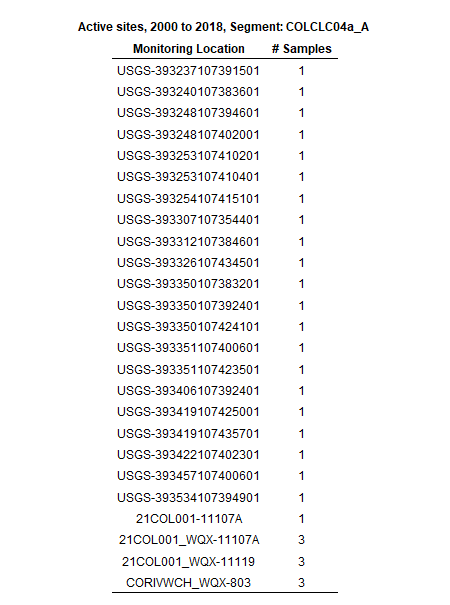 Active sites, 2000 to 2018, Segment: COLCLC04a_A
Monitoring Location # Samples
USGS-393237107391501 1
USGS-393240107383601 1
USGS-393248107394601 1
USGS-393248107402001 1
USGS-393253107410201 1
USGS-393253107410401 1
USGS-393254107415101 1
USGS-393307107354401 1
USGS-393312107384601 1
USGS-393326107434501 1
USGS-393350107383201 1
USGS-393350107392401 1
USGS-393350107424101 1
USGS-393351107400601 1
USGS-393351107423501 1
USGS-393406107392401 1
USGS-393419107425001 1
USGS-393419107435701 1
USGS-393422107402301 1
USGS-393457107400601 1
USGS-393534107394901 1
21COL001-11107A 1
21COL001_WQX-11107A 3
21COL001_WQX-11119 3
CORIVWCH_WQX-803 3